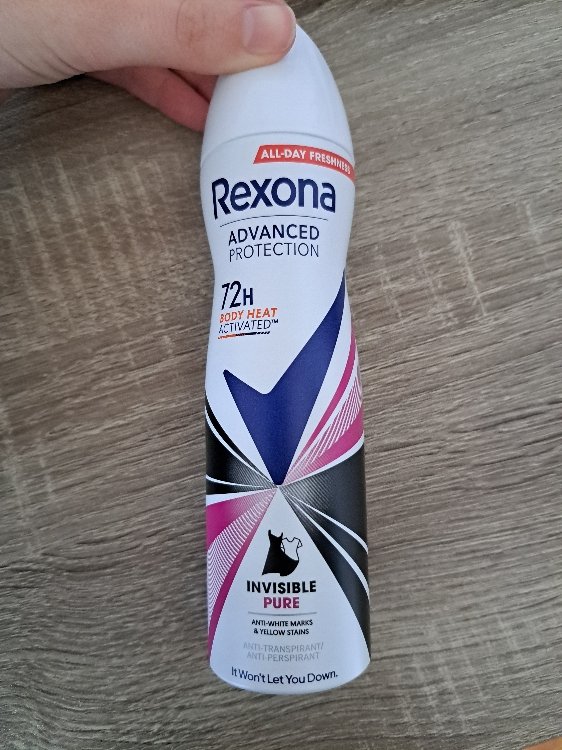 ALL-DAY FRESHNESS
Rexona
ADVANCED
PROTECTION
72H
BODY HEAT
ACTIVATED™
INVISIBLE
PURE
ANTI-WHITE MARKS
& YELLOW STAINS
ANTI-TRANSPIRANT/
ANTI-PERSPIRANT
It Won't Let You Down.